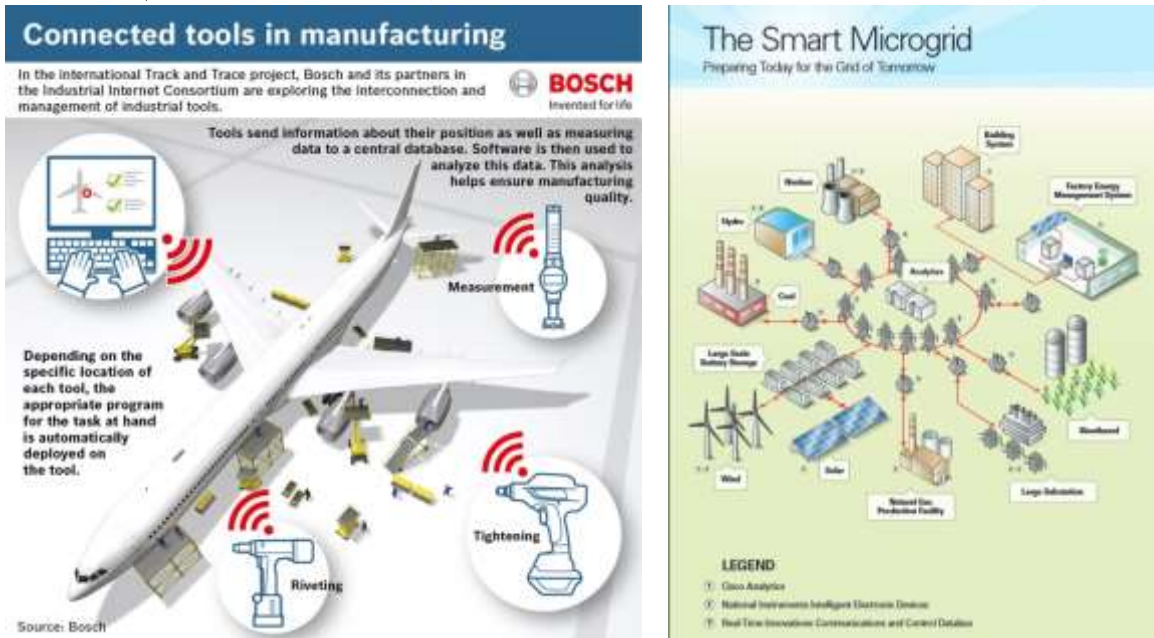 Connected tools in manufacturing
In the international Track and Trace project, Bosch and its partners in
the Industrial Internet Consortium are exploring the interconnection and
management of industrial tools.
BOSCH
Invented for life
Tools send information about their position as well as measuring
data to a central database. Software is then used to
analyze this data. This analysis
helps ensure manufacturing
quality.
Measurement
Depending on the
specific location of
each tool, the
appropriate program
for the task at hand
is automatically
deployed on
the tool.
Tightening
Riveting
Source: Bosch
The Smart Microgrid
Preparing Today for the Grid of Tomorrow
Building
System
Nuclear
Factory Energy
Management System
Hydro
Analytics
Coal
Large Scale
Battery Storage
Wind
Solar
Natural Gas
Production Facility
Large Substation
LEGEND
Cisco Analytics
National Instruments Intelligent Electronic Devices
Real-Time Innovations Communications and Control Databus